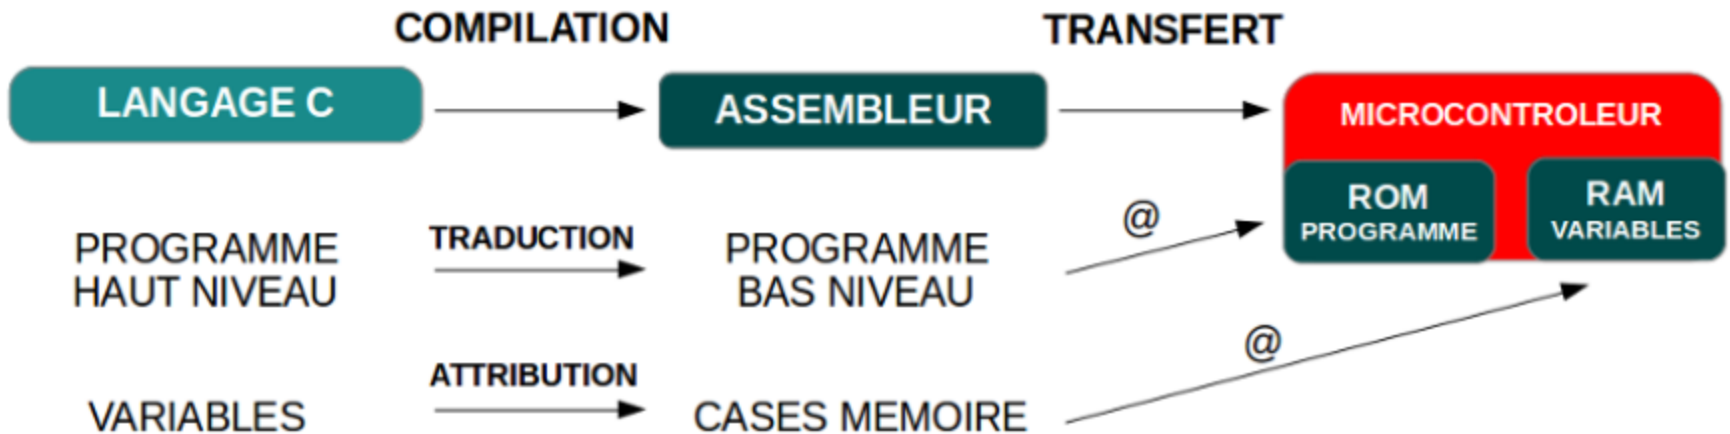 COMPILATION
TRANSFERT
LANGAGE C
ASSEMBLEUR
MICROCONTROLEUR
ROM
PROGRAMME
RAM
VARIABLES
PROGRAMME
HAUT NIVEAU
TRADUCTION
PROGRAMME
BAS NIVEAU
@
VARIABLES
ATTRIBUTION
CASES MEMOIRE
@